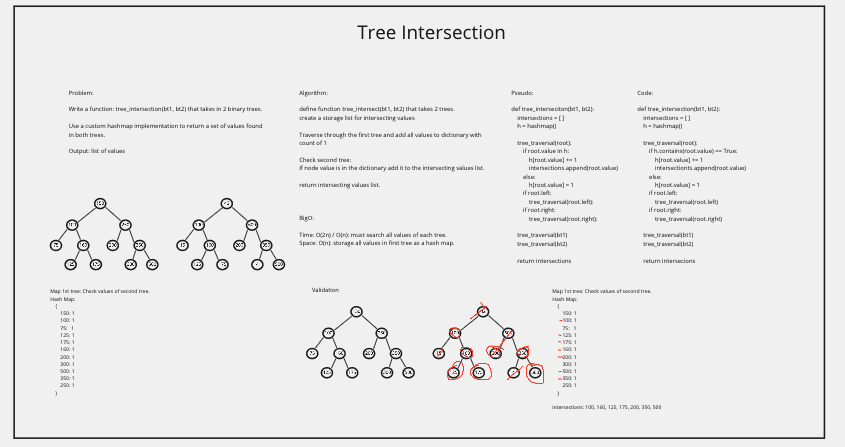 Tree Intersection
Problem:
Write a function: tree_intersection(bt1, bt2) that takes in 2 binary trees.
Use a custom hashmap implementation to return a set of values found
in both trees.
Output: list of values
Algorithm:
define function tree_intersect(bt1, bt2) that takes 2 trees.
create a storage list for intersecting values
Traverse through the first tree and add all values to dictionary with
count of 1
Check second tree:
If node value is in the dictionary add it to the intersecting values list.
return intersecting values list.
BigO:
Time: O(2n) / O(n): must search all values of each tree.
Space: O(n): storage all values in first tree as a hash map.
Pseudo:
def tree_interseciton(bt1, bt2):
intersections = [ ]
h = hashmap()
tree_traversal(root):
if root.value in h:
h[root.value] += 1
intersections.append(root.value)
else:
h[root.value] = 1
if root.left:
tree_traversal(root.left):
if root.right:
tree_traversal(root.right):
tree_traversal(bt1)
tree_traversal(bt2)
return intersections
Code:
def tree_intersection(bt1, bt2):
intersections = [ ]
h = hashmap()
tree_traversal(root):
if h.contains(root.value) == True:
h[root.value] += 1
intersectionts.append(root.value)
else:
h[root.value] = 1
if root.left:
tree_traversal(root.left)
if root.right:
tree_traversal(root.right)
tree_traversal(bt1)
tree_traversal(bt2)
return intersecions
Map 1st tree: Check values of second tree.
Hash Map:
{
150: 1
100: 1
75: 1
125: 1
175: 1
160: 1
200: 1
300: 1
500: 1
350: 1
250: 1
}
Validation
Map 1st tree: Check values of second tree.
Hash Map:
{
150: 1
100: 1
75: 1
125: 1
175: 1
160: 1
200: 1
300: 1
500: 1
350: 1
250: 1
}
intersections: 100, 160, 125, 175, 200, 350, 500